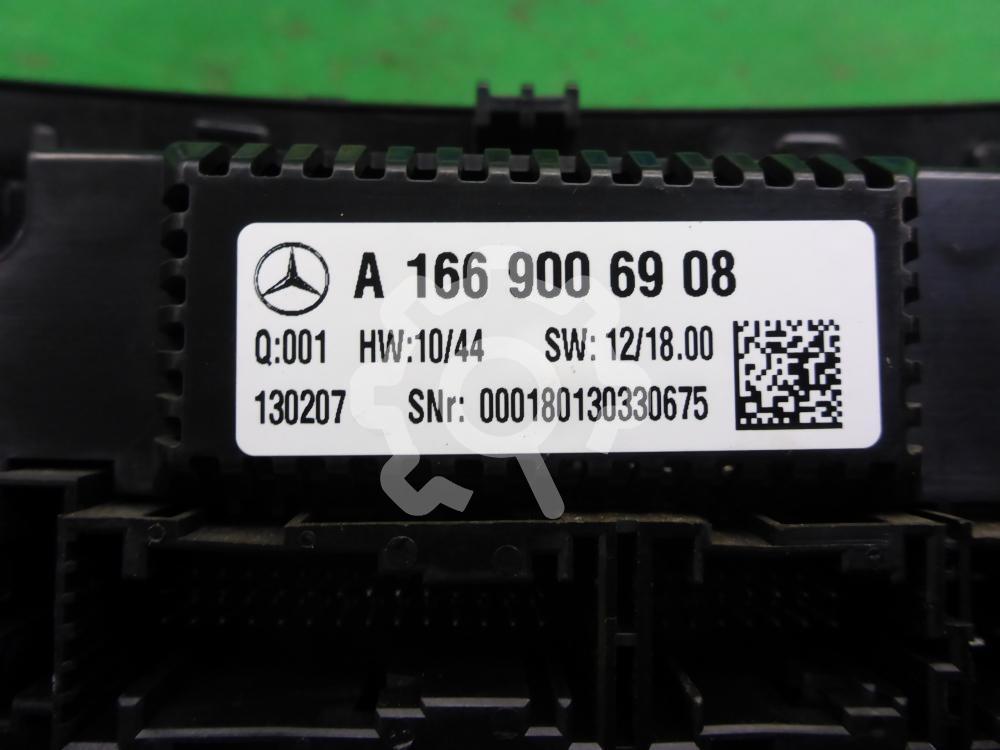 A 166 900 69 08
Q:001 HW:10/44 SW: 12/18.00
130207 SNr: 000180130330675